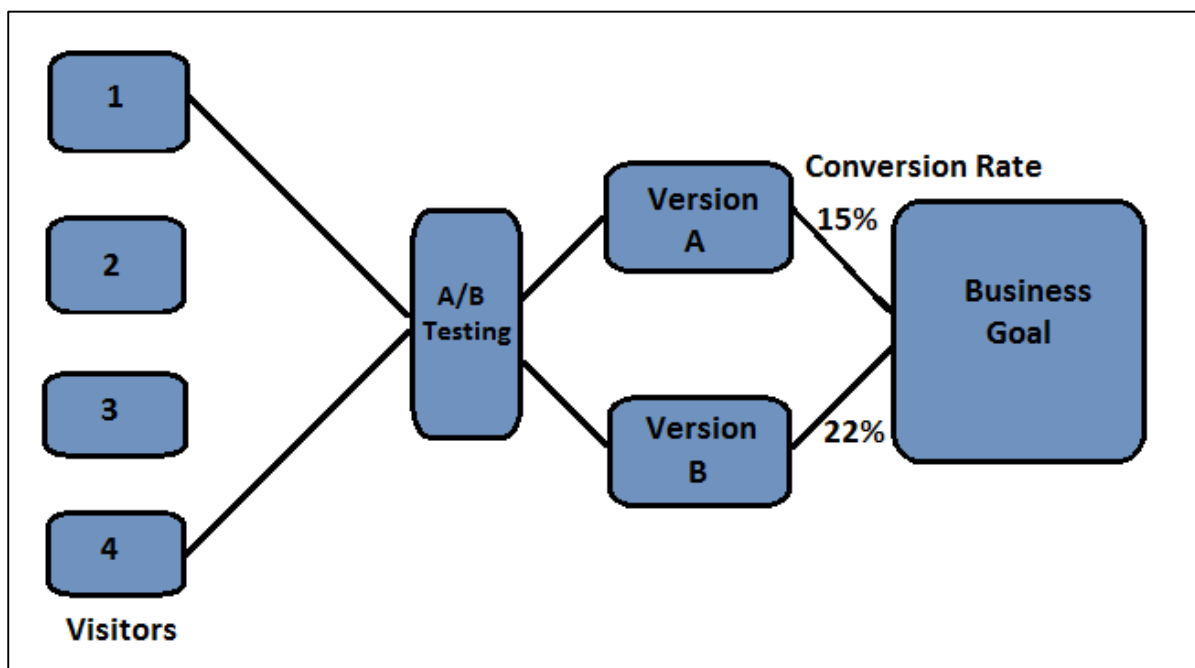 1
2
3
4
Visitors
A/B
Testing
Version
A
Version
B
Conversion Rate
15%
22%
Business
Goal